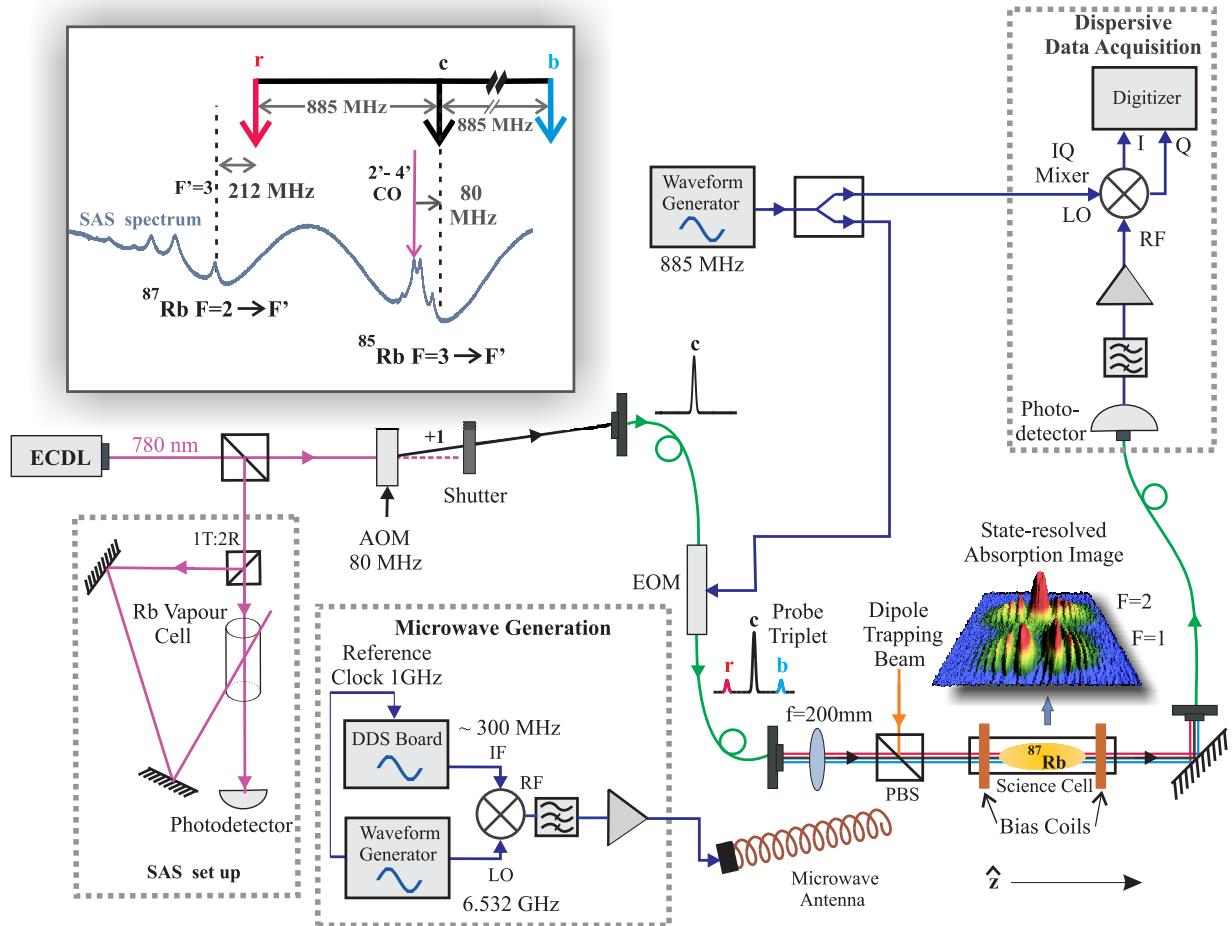 r
c
b
885 MHz
885 MHz
F'=3
212 MHz
2'- 4'
CO
80
MHz
SAS spectrum
87Rb F=2 → F'
85Rb F=3 → F'
ECDL
780 nm
+1
Shutter
AOM
80 MHz
c
1T:2R
Rb Vapour
Cell
Photodetector
SAS set up
Microwave Generation
Reference
Clock 1GHz
DDS Board
~ 300 MHz
IF
RF
Waveform
Generator
LO
6.532 GHz
Microwave
Antenna
Waveform
Generator
885 MHz
EOM
Probe
Triplet
c
r
b
Dipole
Trapping
Beam
f=200mm
PBS
87Rb
Science Cell
Bias Coils
ẑ
State-resolved
Absorption Image
F=2
F=1
Dispersive
Data Acquisition
Digitizer
I
Q
IQ
Mixer
LO
RF
Photo-
detector